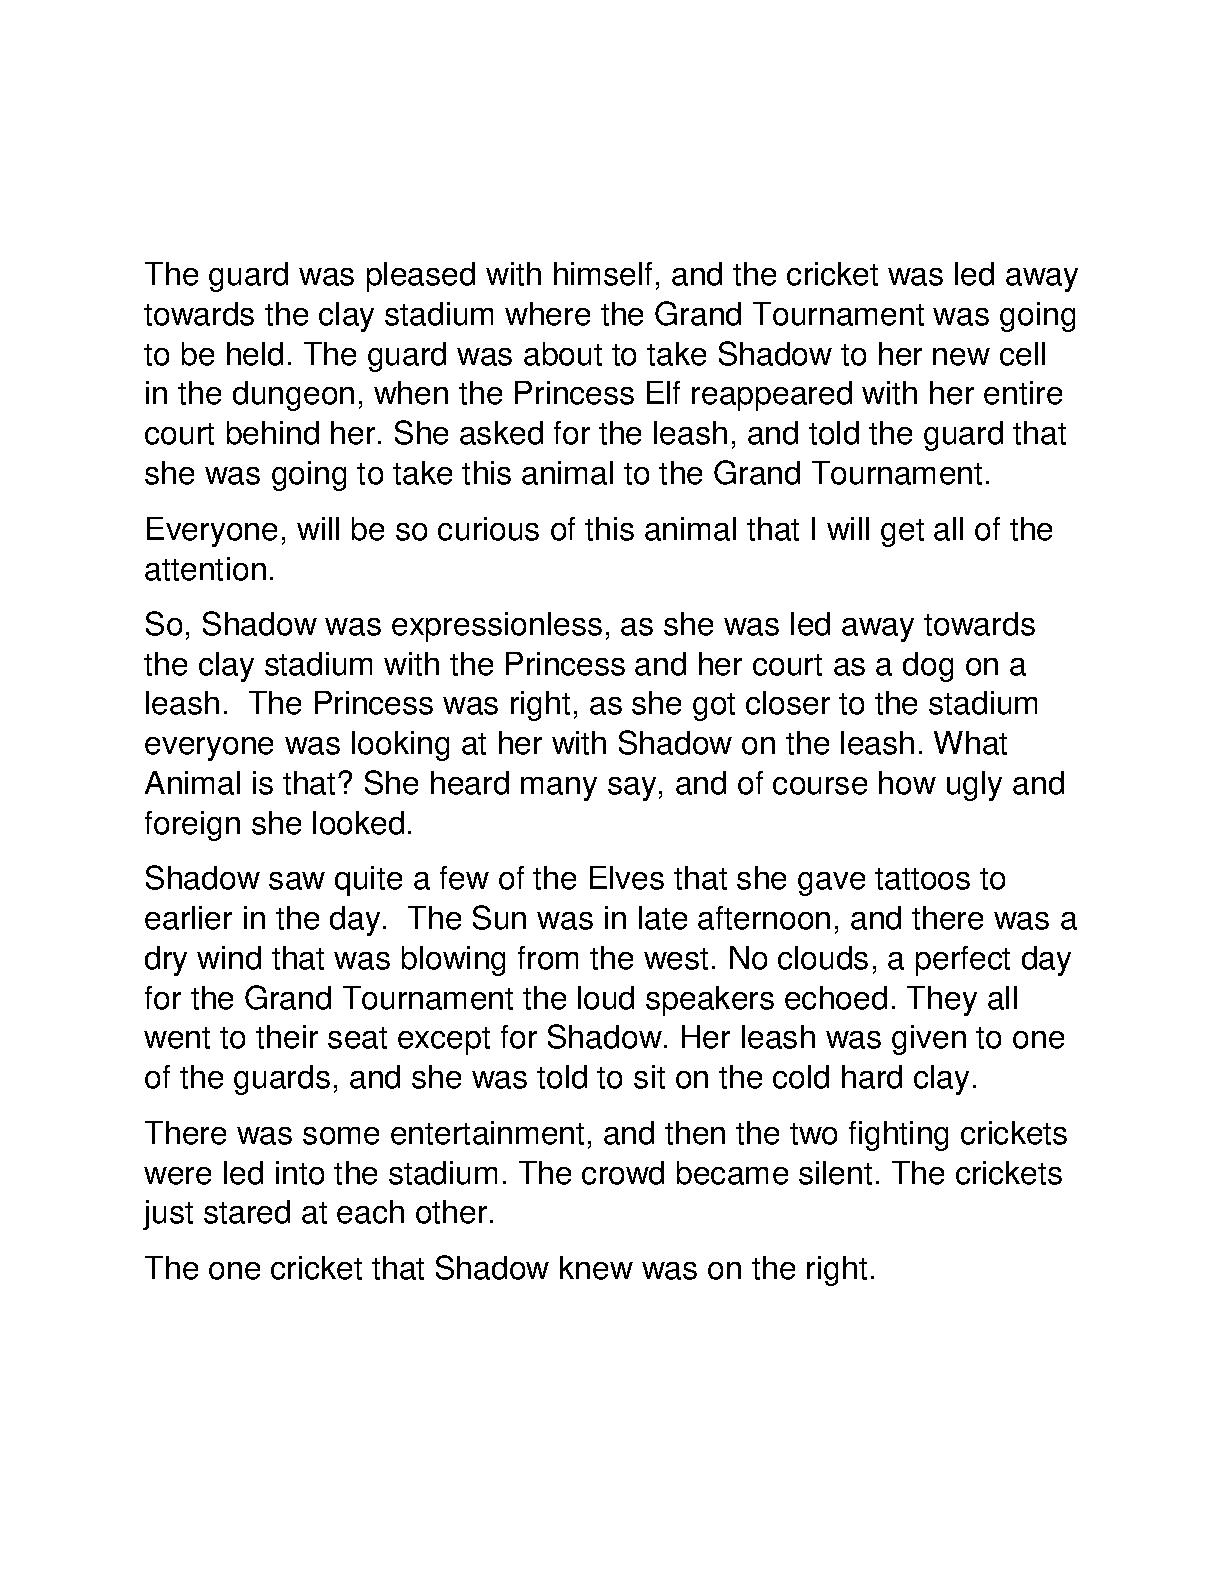 The guard was pleased with himself, and the cricket was led away
towards the clay stadium where the Grand Tournament was going
to be held. The guard was about to take Shadow to her new cell
in the dungeon, when the Princess Elf reappeared with her entire
court behind her. She asked for the leash, and told the guard that
she was going to take this animal to the Grand Tournament.
Everyone, will be so curious of this animal that I will get all of the
attention.
So, Shadow was expressionless, as she was led away towards
the clay stadium with the Princess and her court as a dog on a
leash.  The Princess was right, as she got closer to the stadium
everyone was looking at her with Shadow on the leash. What
Animal is that? She heard many say, and of course how ugly and
foreign she looked.
Shadow saw quite a few of the Elves that she gave tattoos to
earlier in the day.  The Sun was in late afternoon, and there was a
dry wind that was blowing from the west. No clouds, a perfect day
for the Grand Tournament the loud speakers echoed. They all
went to their seat except for Shadow. Her leash was given to one
of the guards, and she was told to sit on the cold hard clay.
There was some entertainment, and then the two fighting crickets
were led into the stadium. The crowd became silent. The crickets
just stared at each other.
The one cricket that Shadow knew was on the right.